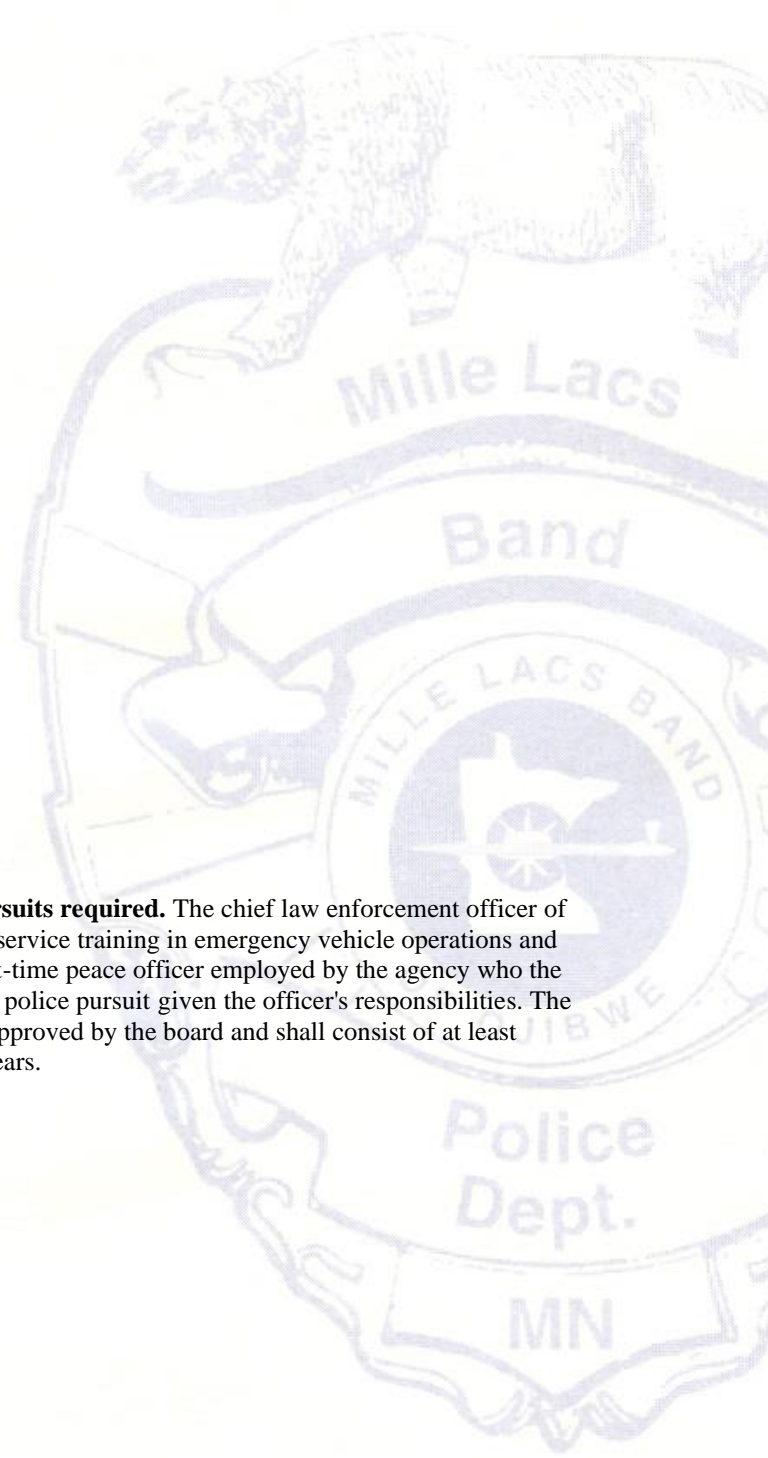 Mille Lacs
Band
MILLE LACS BAND
rsuits required. The chief law enforcement officer of
service training in emergency vehicle operations and
t-time peace officer employed by the agency who the
police pursuit given the officer's responsibilities. The
pproved by the board and shall consist of at least
ears.
OJIBWE
Police
Dept.
MN